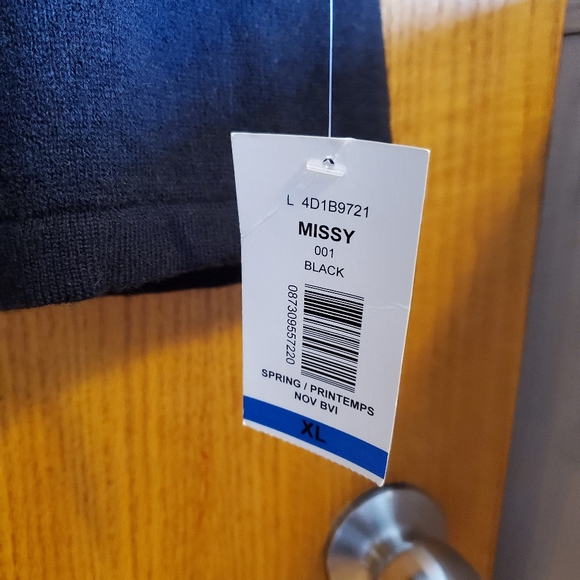 L 4D1B9721
MISSY
001
BLACK
087309557220
SPRING / PRINTEMPS
NOV BVI
XL